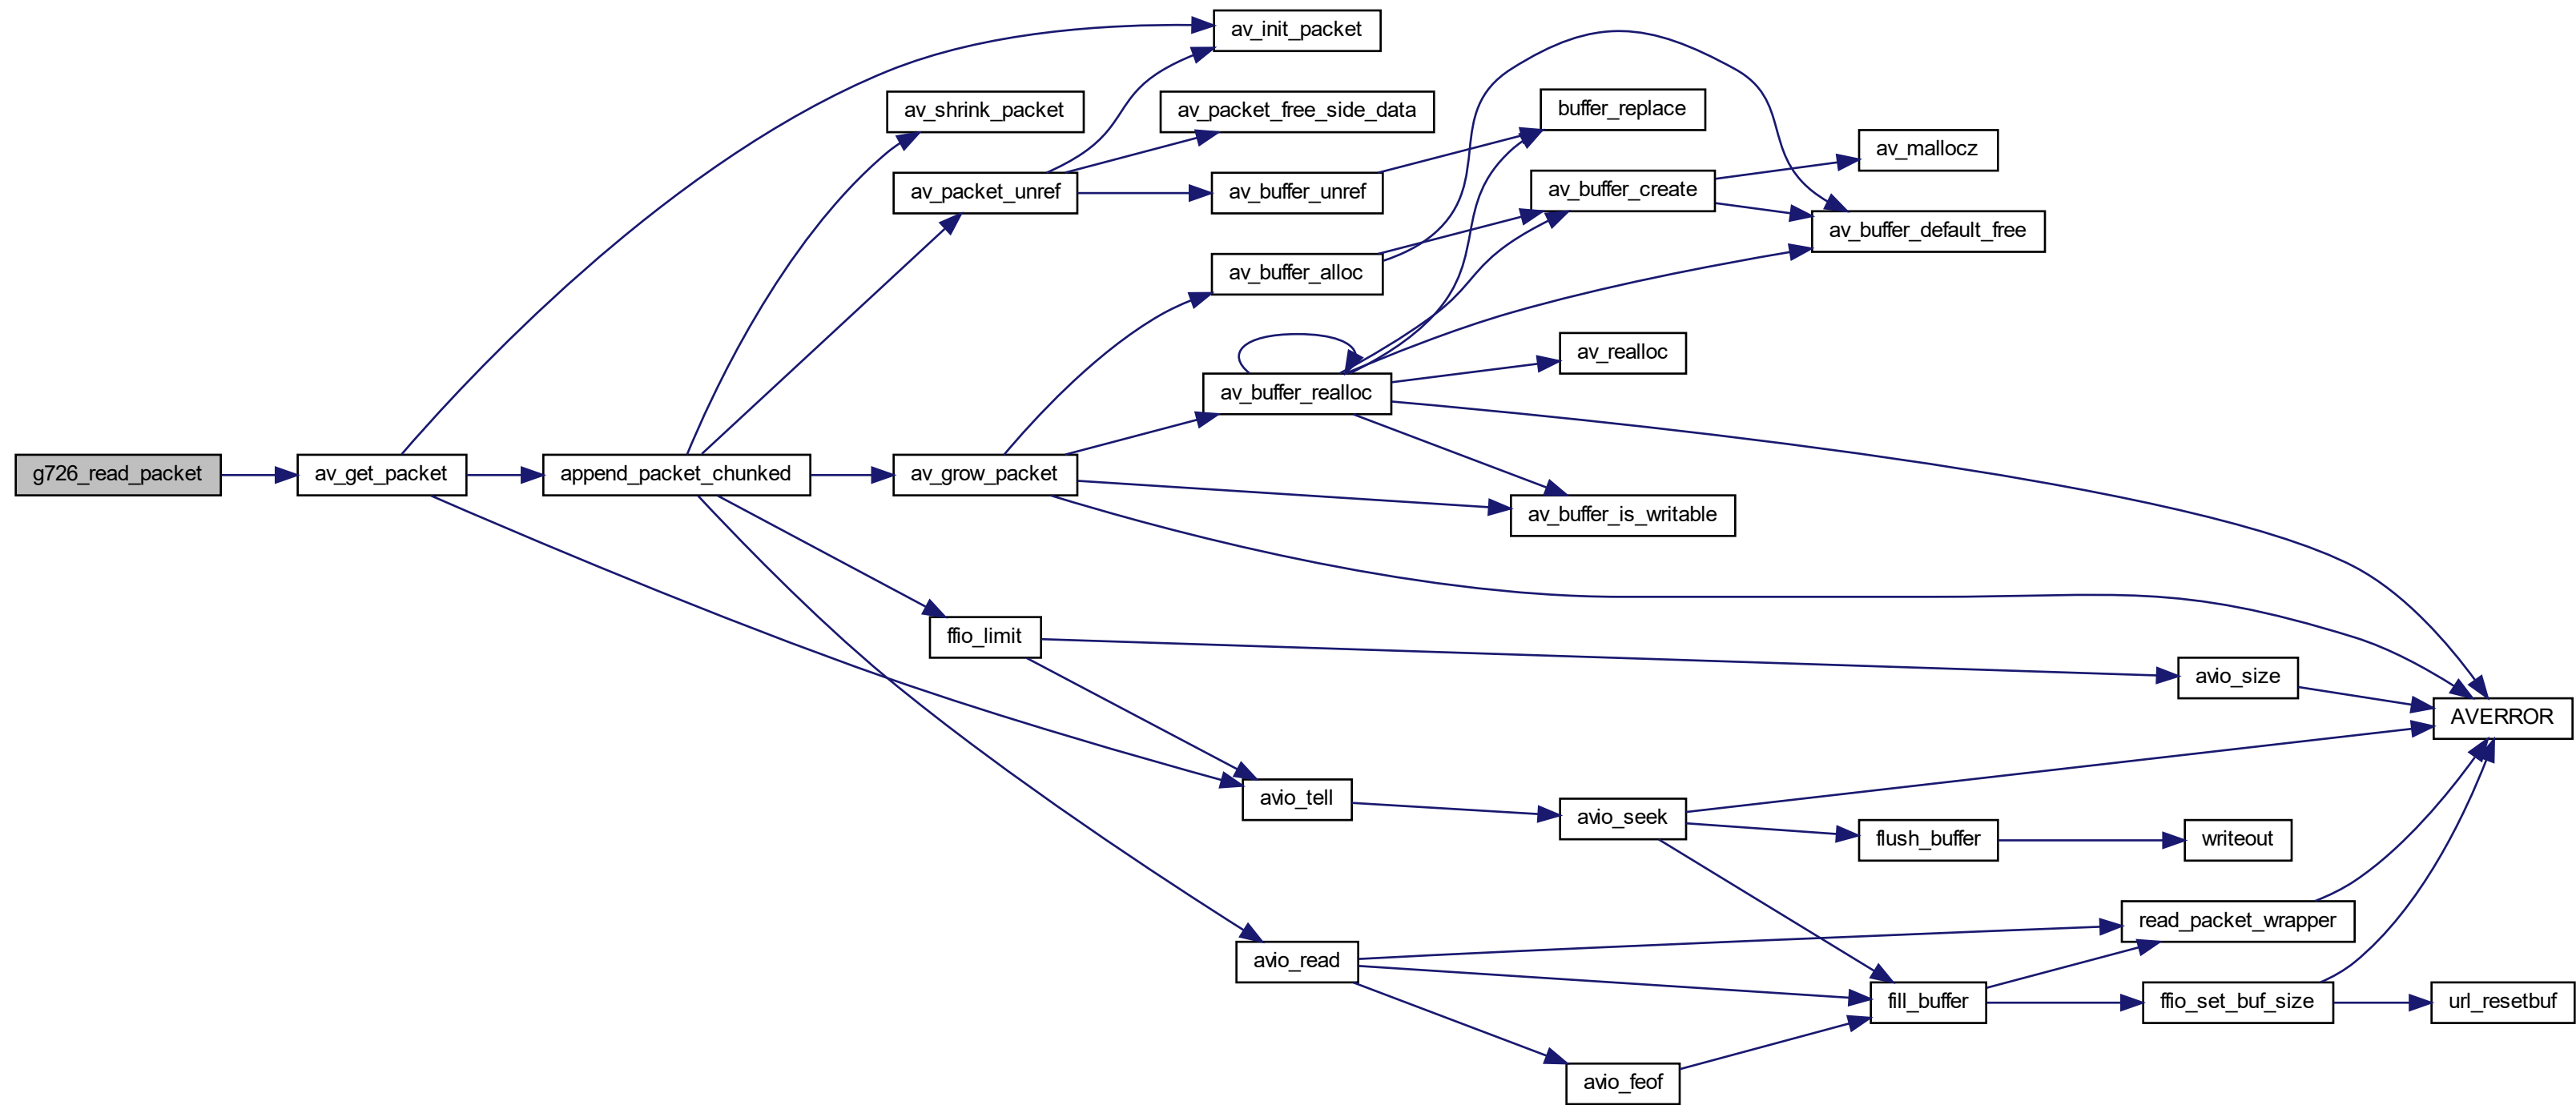 av_init_packet
av_shrink_packet
av_packet_free_side_data
buffer_replace
av_mallocz
av_packet_unref
av_buffer_unref
av_buffer_create
av_buffer_default_free
av_buffer_alloc
av_realloc
av_buffer_realloc
g726_read_packet
av_get_packet
append_packet_chunked
av_grow_packet
av_buffer_is_writable
ffio_limit
avio_size
AVERROR
avio_tell
avio_seek
flush_buffer
writeout
read_packet_wrapper
avio_read
fill_buffer
ffio_set_buf_size
url_resetbuf
avio_feof